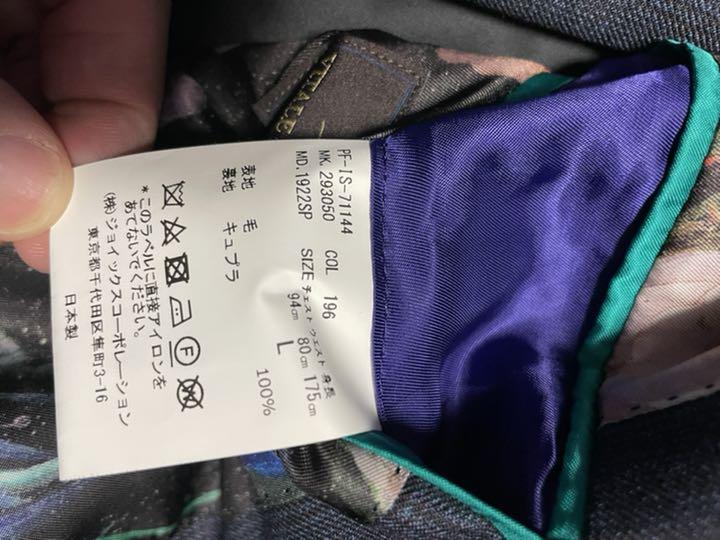 VITALE
PF-IS-71144
MK.293050 COL 196
MD.1922SP SIZE チェスト ウェスト 身長
94cm 80cm 175cm
L
表地 毛 100%
裏地 キュプラ
F
*このラベルに直接アイロンを
あてないでください。
(株)ジョイックスコーポレーション
東京都千代田区隼町3-16
日本製